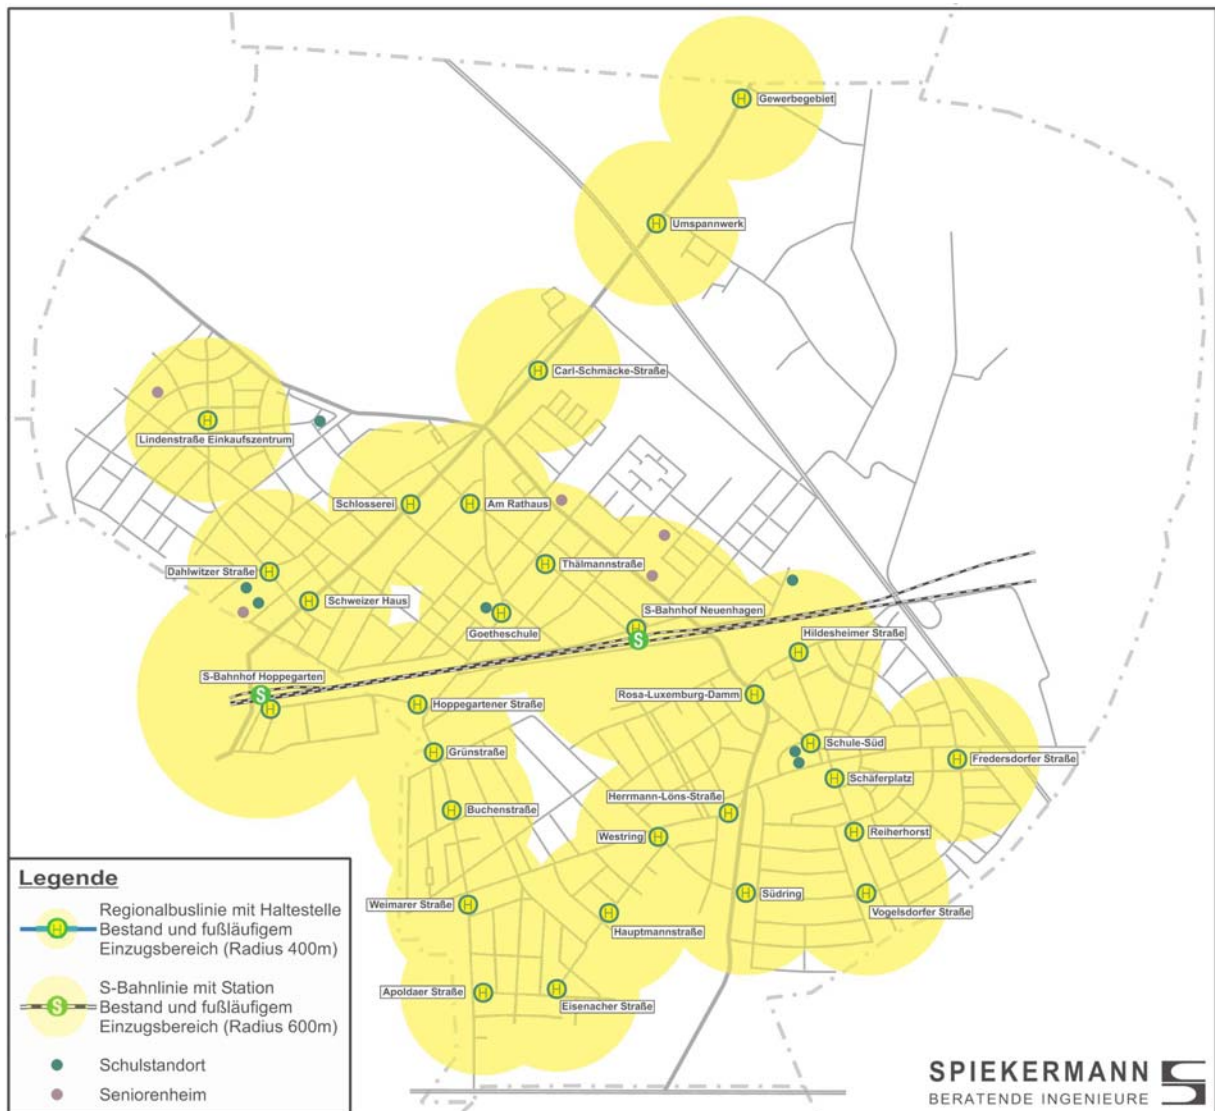 Gewerbegebiet
Umspannwerk
Carl-Schmäcke-Straße
Lindenstraße Einkaufszentrum
Schlosserei
Am Rathaus
Dahlwitzer Straße
Thälmannstraße
Schweizer Haus
Goetheschule
S-Bahnhof Neuenhagen
Hildesheimer Straße
S-Bahnhof Hoppegarten
Hoppegartener Straße
Rosa-Luxemburg-Damm
Grünstraße
Schule-Süd
Fredersdorfer Straße
Schäferplatz
Herrmann-Löns-Straße
Buchenstraße
Westring
Reiherhorst
Weimarer Straße
Südring
Vogelsdorfer Straße
Hauptmannstraße
Apoldaer Straße
Eisenacher Straße
Legende
H Regionalbuslinie mit Haltestelle
Bestand und fußläufigem
Einzugsbereich (Radius 400m)
S S-Bahnlinie mit Station
Bestand und fußläufigem
Einzugsbereich (Radius 600m)
Schulstandort
Seniorenheim
SPIEKERMANN
BERATENDE INGENIEURE